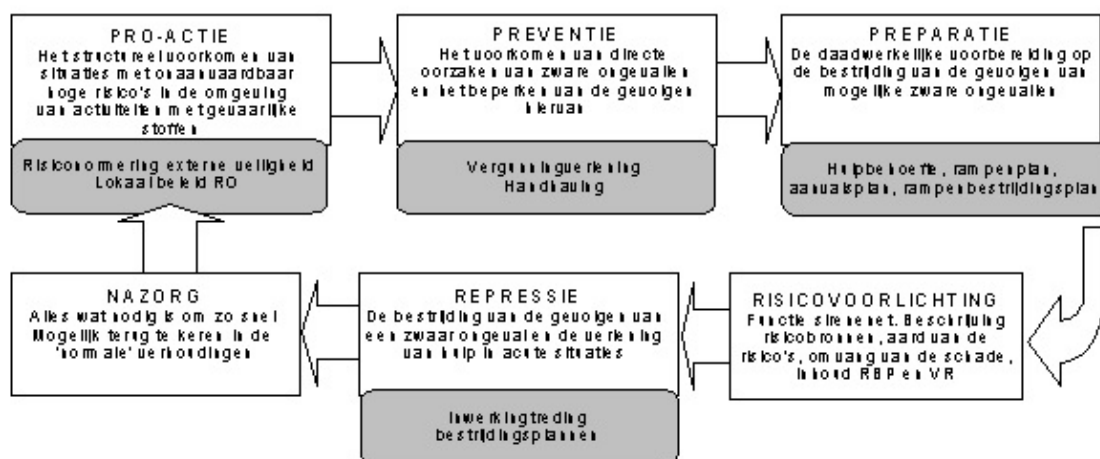 PRO-ACTIE
Het structureel voorkomen van
situaties met onaanvaardbaar
hoge risico's in de omgeving
van activiteiten met gevaarlijke
stoffen
Risiconormering externe veiligheid
Lokaal beleid RO
PREVENTIE
Het voorkomen van directe
oorzaken van zware ongevallen
en het beperken van de gevolgen
hiervan
Vergunningverlening
Handhaving
PREPARATIE
De daadwerkelijke voorbereiding op
de bestrijding van de gevolgen van
mogelijke zware ongevallen
Hulpbehoefte, rampenplan,
aanvalsplan, rampenbestrijdingsplan
RISICOVOORLICHTING
Functie sirenenet. Beschrijving
risicobronnen, aard van de
risico's, omvang van de schade,
Inhoud RBP en VR
REPRESSIE
De bestrijding van de gevolgen van
een zwaar ongeval en de verlening
van hulp in acute situaties
Inwerkingtreding
bestrijdingsplannen
NAZORG
Alles wat nodig is om zo snel
Mogelijk terug te keren in de
'normale' verhoudingen